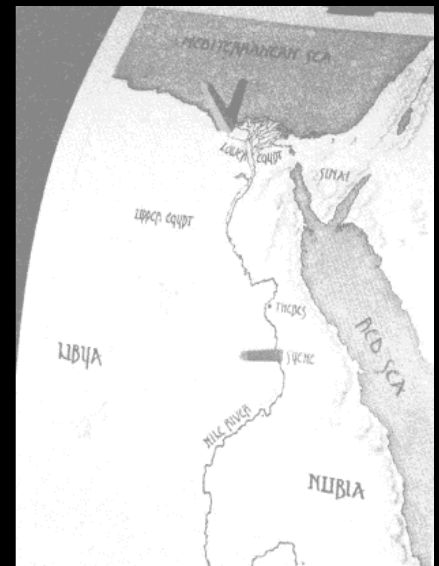 MEDITERRANEAN SEA
LOWER EGYPT
SINAI
UPPER EGYPT
THEBES
RED SEA
LIBYA
SYENE
NILE RIVER
NUBIA